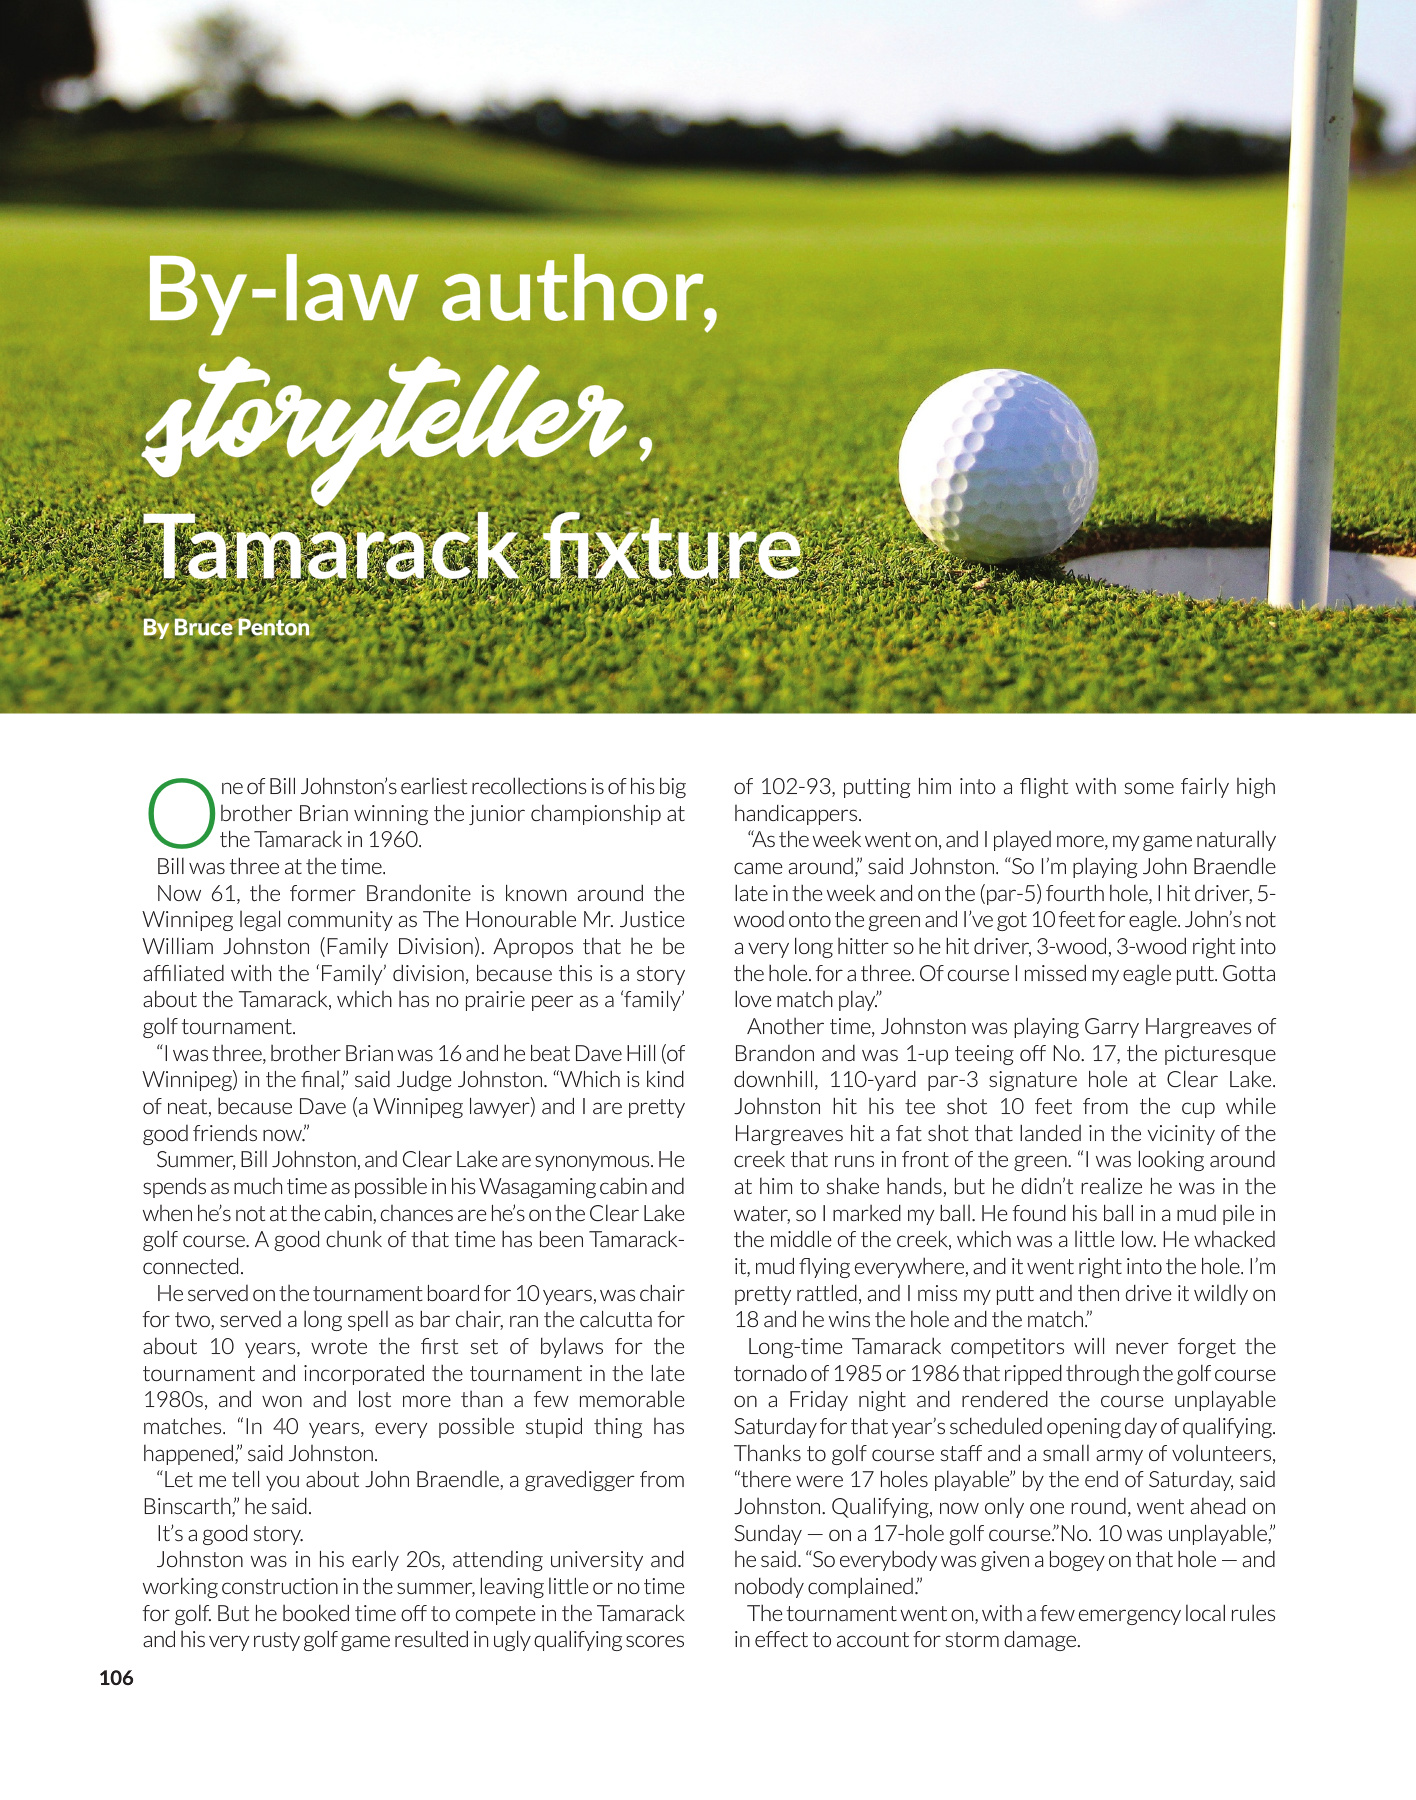 By-law author,
storyteller,
Tamarack fixture
By Bruce Penton
One of Bill Johnston's earliest recollections is of his big
brother Brian winning the junior championship at
the Tamarack in 1960.
Bill was three at the time.
Now 61, the former Brandonite is known around the
Winnipeg legal community as The Honourable Mr. Justice
William Johnston (Family Division). Apropos that he be
affiliated with the ‘Family’ division, because this is a story
about the Tamarack, which has no prairie peer as a ‘family’
golf tournament.
“I was three, brother Brian was 16 and he beat Dave Hill (of
Winnipeg) in the final,” said Judge Johnston. “Which is kind
of neat, because Dave (a Winnipeg lawyer) and I are pretty
good friends now.”
Summer, Bill Johnston, and Clear Lake are synonymous. He
spends as much time as possible in his Wasagaming cabin and
when he’s not at the cabin, chances are he’s on the Clear Lake
golf course. A good chunk of that time has been Tamarack-
connected.
He served on the tournament board for 10 years, was chair
for two, served a long spell as bar chair, ran the calcutta for
about 10 years, wrote the first set of bylaws for the
tournament and incorporated the tournament in the late
1980s, and won and lost more than a few memorable
matches. “In 40 years, every possible stupid thing has
happened,” said Johnston.
“Let me tell you about John Braendle, a gravedigger from
Binscarth,” he said.
It’s a good story.
Johnston was in his early 20s, attending university and
working construction in the summer, leaving little or no time
for golf. But he booked time off to compete in the Tamarack
and his very rusty golf game resulted in ugly qualifying scores
of 102-93, putting him into a flight with some fairly high
handicappers.
“As the week went on, and I played more, my game naturally
came around,” said Johnston. “So I’m playing John Braendle
late in the week and on the (par-5) fourth hole, I hit driver, 5-
wood onto the green and I’ve got 10 feet for eagle. John’s not
a very long hitter so he hit driver, 3-wood, 3-wood right into
the hole. for a three. Of course I missed my eagle putt. Gotta
love match play.”
Another time, Johnston was playing Garry Hargreaves of
Brandon and was 1-up teeing off No. 17, the picturesque
downhill, 110-yard par-3 signature hole at Clear Lake.
Johnston hit his tee shot 10 feet from the cup while
Hargreaves hit a fat shot that landed in the vicinity of the
creek that runs in front of the green. “I was looking around
at him to shake hands, but he didn’t realize he was in the
water, so I marked my ball. He found his ball in a mud pile in
the middle of the creek, which was a little low. He whacked
it, mud flying everywhere, and it went right into the hole. I’m
pretty rattled, and I miss my putt and then drive it wildly on
18 and he wins the hole and the match.”
Long-time Tamarack competitors will never forget the
tornado of 1985 or 1986 that ripped through the golf course
on a Friday night and rendered the course unplayable
Saturday for that year’s scheduled opening day of qualifying.
Thanks to golf course staff and a small army of volunteers,
“there were 17 holes playable” by the end of Saturday, said
Johnston. Qualifying, now only one round, went ahead on
Sunday — on a 17-hole golf course.”No. 10 was unplayable,”
he said. “So everybody was given a bogey on that hole — and
nobody complained.”
The tournament went on, with a few emergency local rules
in effect to account for storm damage.
106